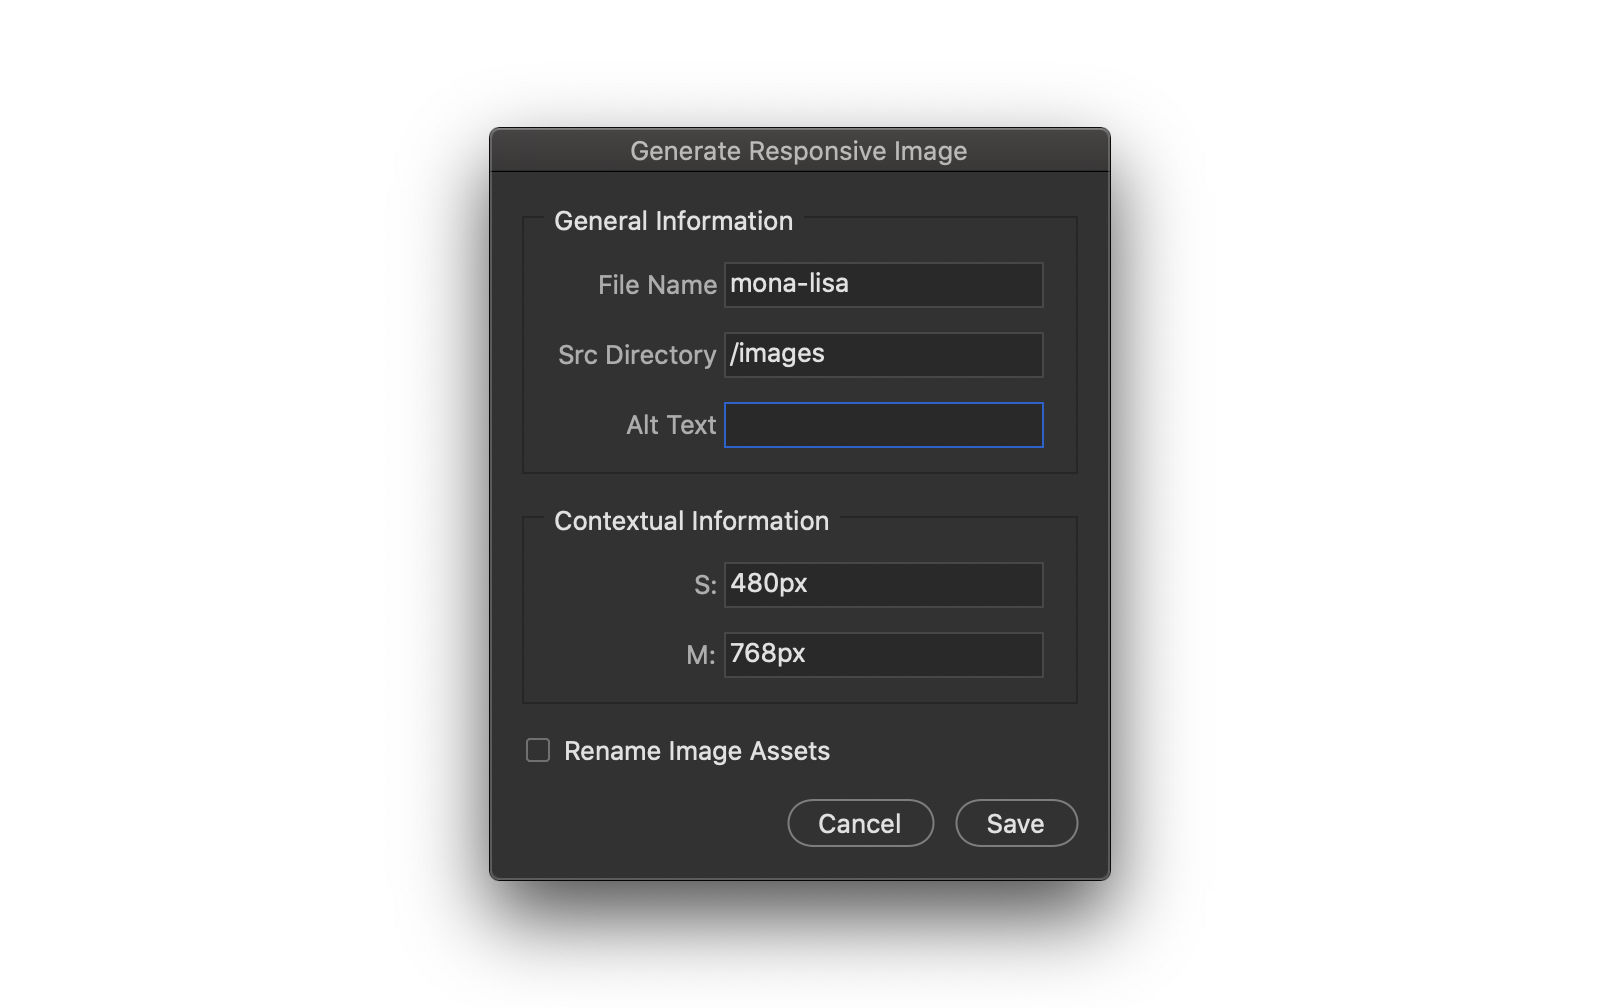 Generate Responsive Image
General Information
File Name mona-lisa
Src Directory /images
Alt Text
Contextual Information
S: 480px
M: 768px
Rename Image Assets
Cancel Save